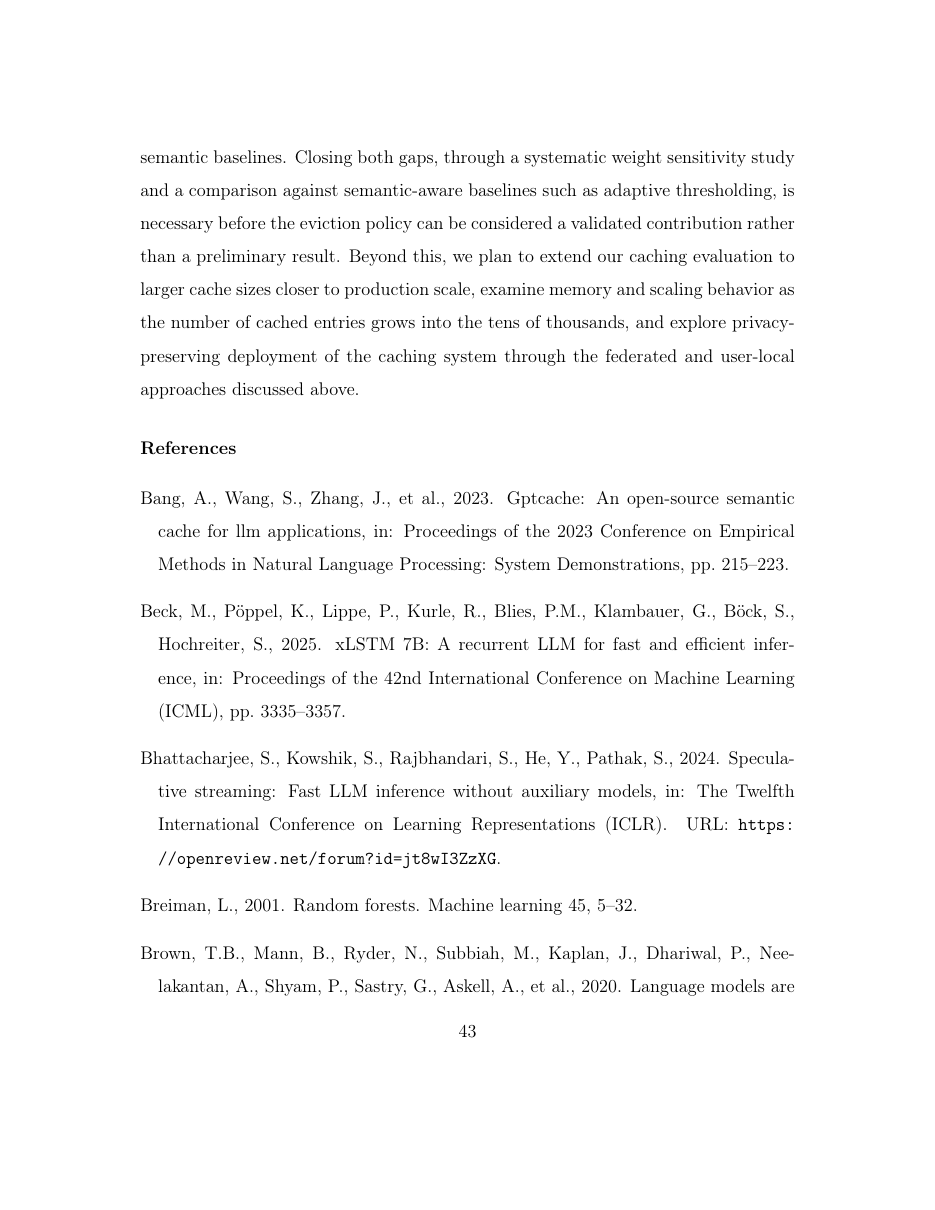 semantic baselines. Closing both gaps, through a systematic weight sensitivity study
and a comparison against semantic-aware baselines such as adaptive thresholding, is
necessary before the eviction policy can be considered a validated contribution rather
than a preliminary result. Beyond this, we plan to extend our caching evaluation to
larger cache sizes closer to production scale, examine memory and scaling behavior as
the number of cached entries grows into the tens of thousands, and explore privacy-
preserving deployment of the caching system through the federated and user-local
approaches discussed above.
References
Bang, A., Wang, S., Zhang, J., et al., 2023. Gptcache: An open-source semantic
cache for llm applications, in: Proceedings of the 2023 Conference on Empirical
Methods in Natural Language Processing: System Demonstrations, pp. 215–223.
Beck, M., Pöppel, K., Lippe, P., Kurle, R., Blies, P.M., Klambauer, G., Böck, S.,
Hochreiter, S., 2025. xLSTM 7B: A recurrent LLM for fast and efficient infer-
ence, in: Proceedings of the 42nd International Conference on Machine Learning
(ICML), pp. 3335–3357.
Bhattacharjee, S., Kowshik, S., Rajbhandari, S., He, Y., Pathak, S., 2024. Specula-
tive streaming: Fast LLM inference without auxiliary models, in: The Twelfth
International Conference on Learning Representations (ICLR). URL: https:
//openreview.net/forum?id=jt8wI3ZzXG.
Breiman, L., 2001. Random forests. Machine learning 45, 5–32.
Brown, T.B., Mann, B., Ryder, N., Subbiah, M., Kaplan, J., Dhariwal, P., Nee-
lakantan, A., Shyam, P., Sastry, G., Askell, A., et al., 2020. Language models are
43